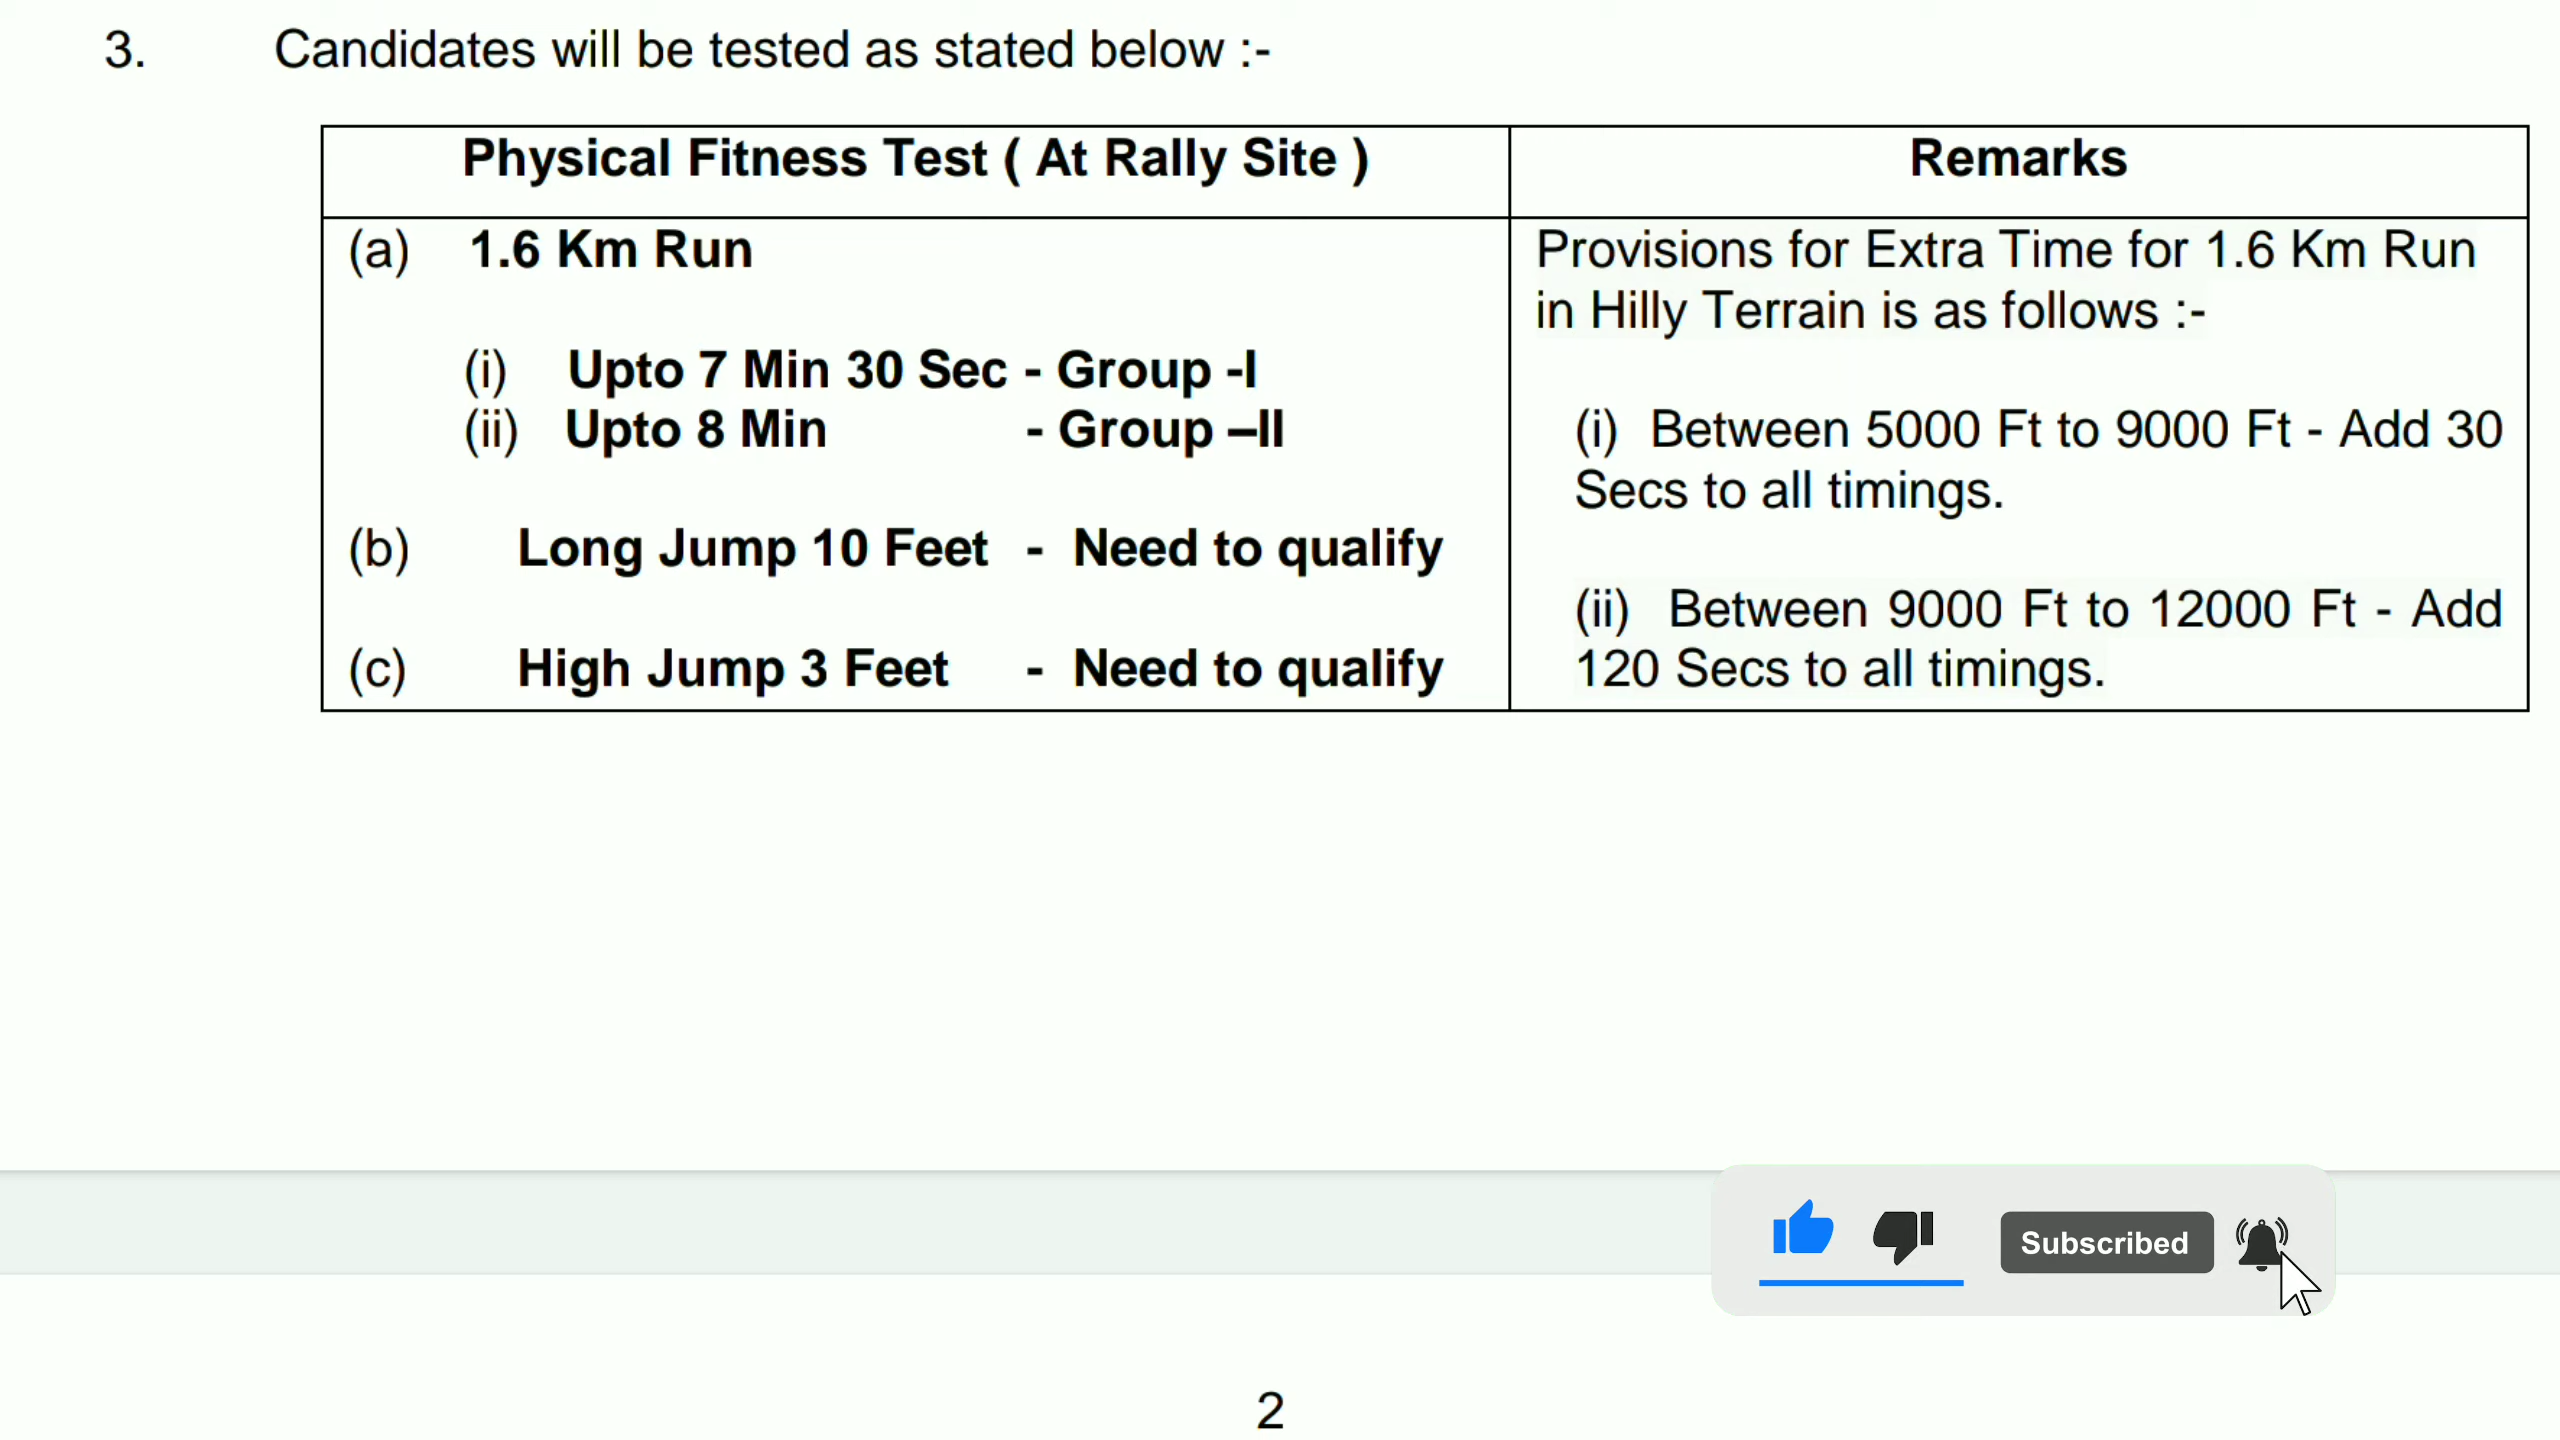 3. Candidates will be tested as stated below :-
Physical Fitness Test ( At Rally Site )
(a) 1.6 Km Run
(i) Upto 7 Min 30 Sec - Group -I
(ii) Upto 8 Min - Group –II
(b) Long Jump 10 Feet - Need to qualify
(c) High Jump 3 Feet - Need to qualify
Remarks
Provisions for Extra Time for 1.6 Km Run
in Hilly Terrain is as follows :-
(i) Between 5000 Ft to 9000 Ft - Add 30
Secs to all timings.
(ii) Between 9000 Ft to 12000 Ft - Add
120 Secs to all timings.
Subscribed
2